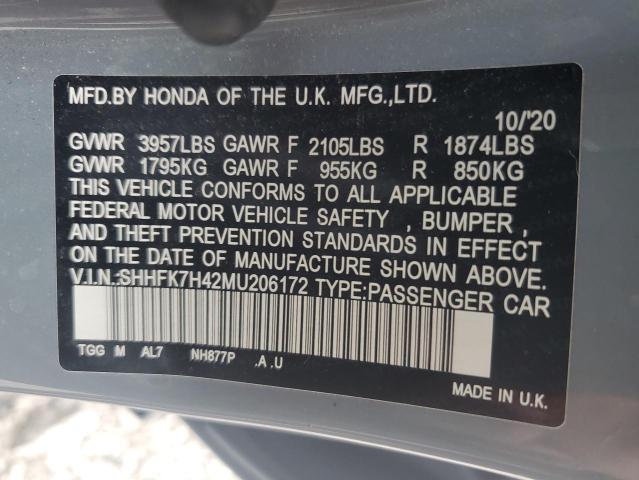 MFD.BY HONDA OF THE U.K. MFG.,LTD.
10/'20
GVWR 3957LBS GAWR F 2105LBS R 1874LBS
GVWR 1795KG GAWR F 955KG R 850KG
THIS VEHICLE CONFORMS TO ALL APPLICABLE
FEDERAL MOTOR VEHICLE SAFETY , BUMPER ,
AND THEFT PREVENTION STANDARDS IN EFFECT
ON THE DATE OF MANUFACTURE SHOWN ABOVE.
V.I.N.:SHHFK7H42MU206172 TYPE:PASSENGER CAR
TGG M AL7 NH877P .A .U
MADE IN U.K.